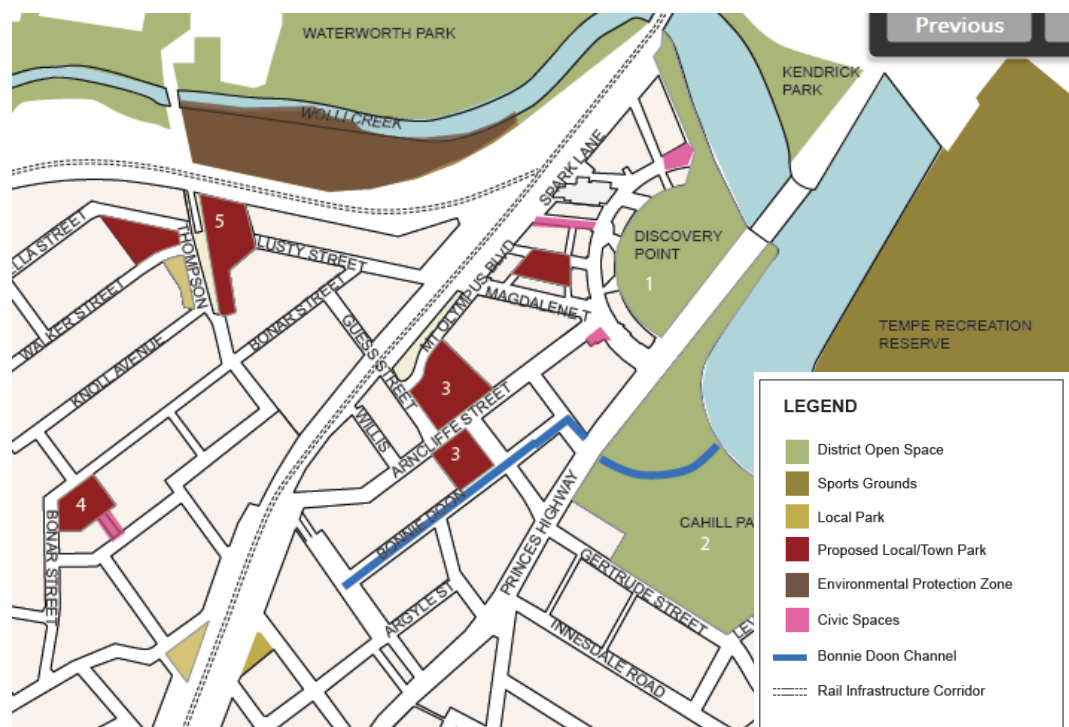 Previous
WATERWORTH PARK
KENDRICK
PARK
WOLLI CREEK
SPARK LANE
5
DISCOVERY
POINT
1
LLA STREET
THOMPSON
LUSTY STREET
WALKER STREET
BONAR STREET
MT OLYMPUS BLVD
MAGDALENE T
GUESS STREET
KNOLL AVENUE
TEMPE RECREATION
RESERVE
3
WILLIS
ARNCLIFFE STREET
3
4
BONAR STREET
BONNIE DOON
PRINCES HIGHWAY
CAHILL PA
2
GERTRUDE STREET
ARGYLE ST
INNESDALE ROAD
LEV
LEGEND
District Open Space
Sports Grounds
Local Park
Proposed Local/Town Park
Environmental Protection Zone
Civic Spaces
Bonnie Doon Channel
Rail Infrastructure Corridor